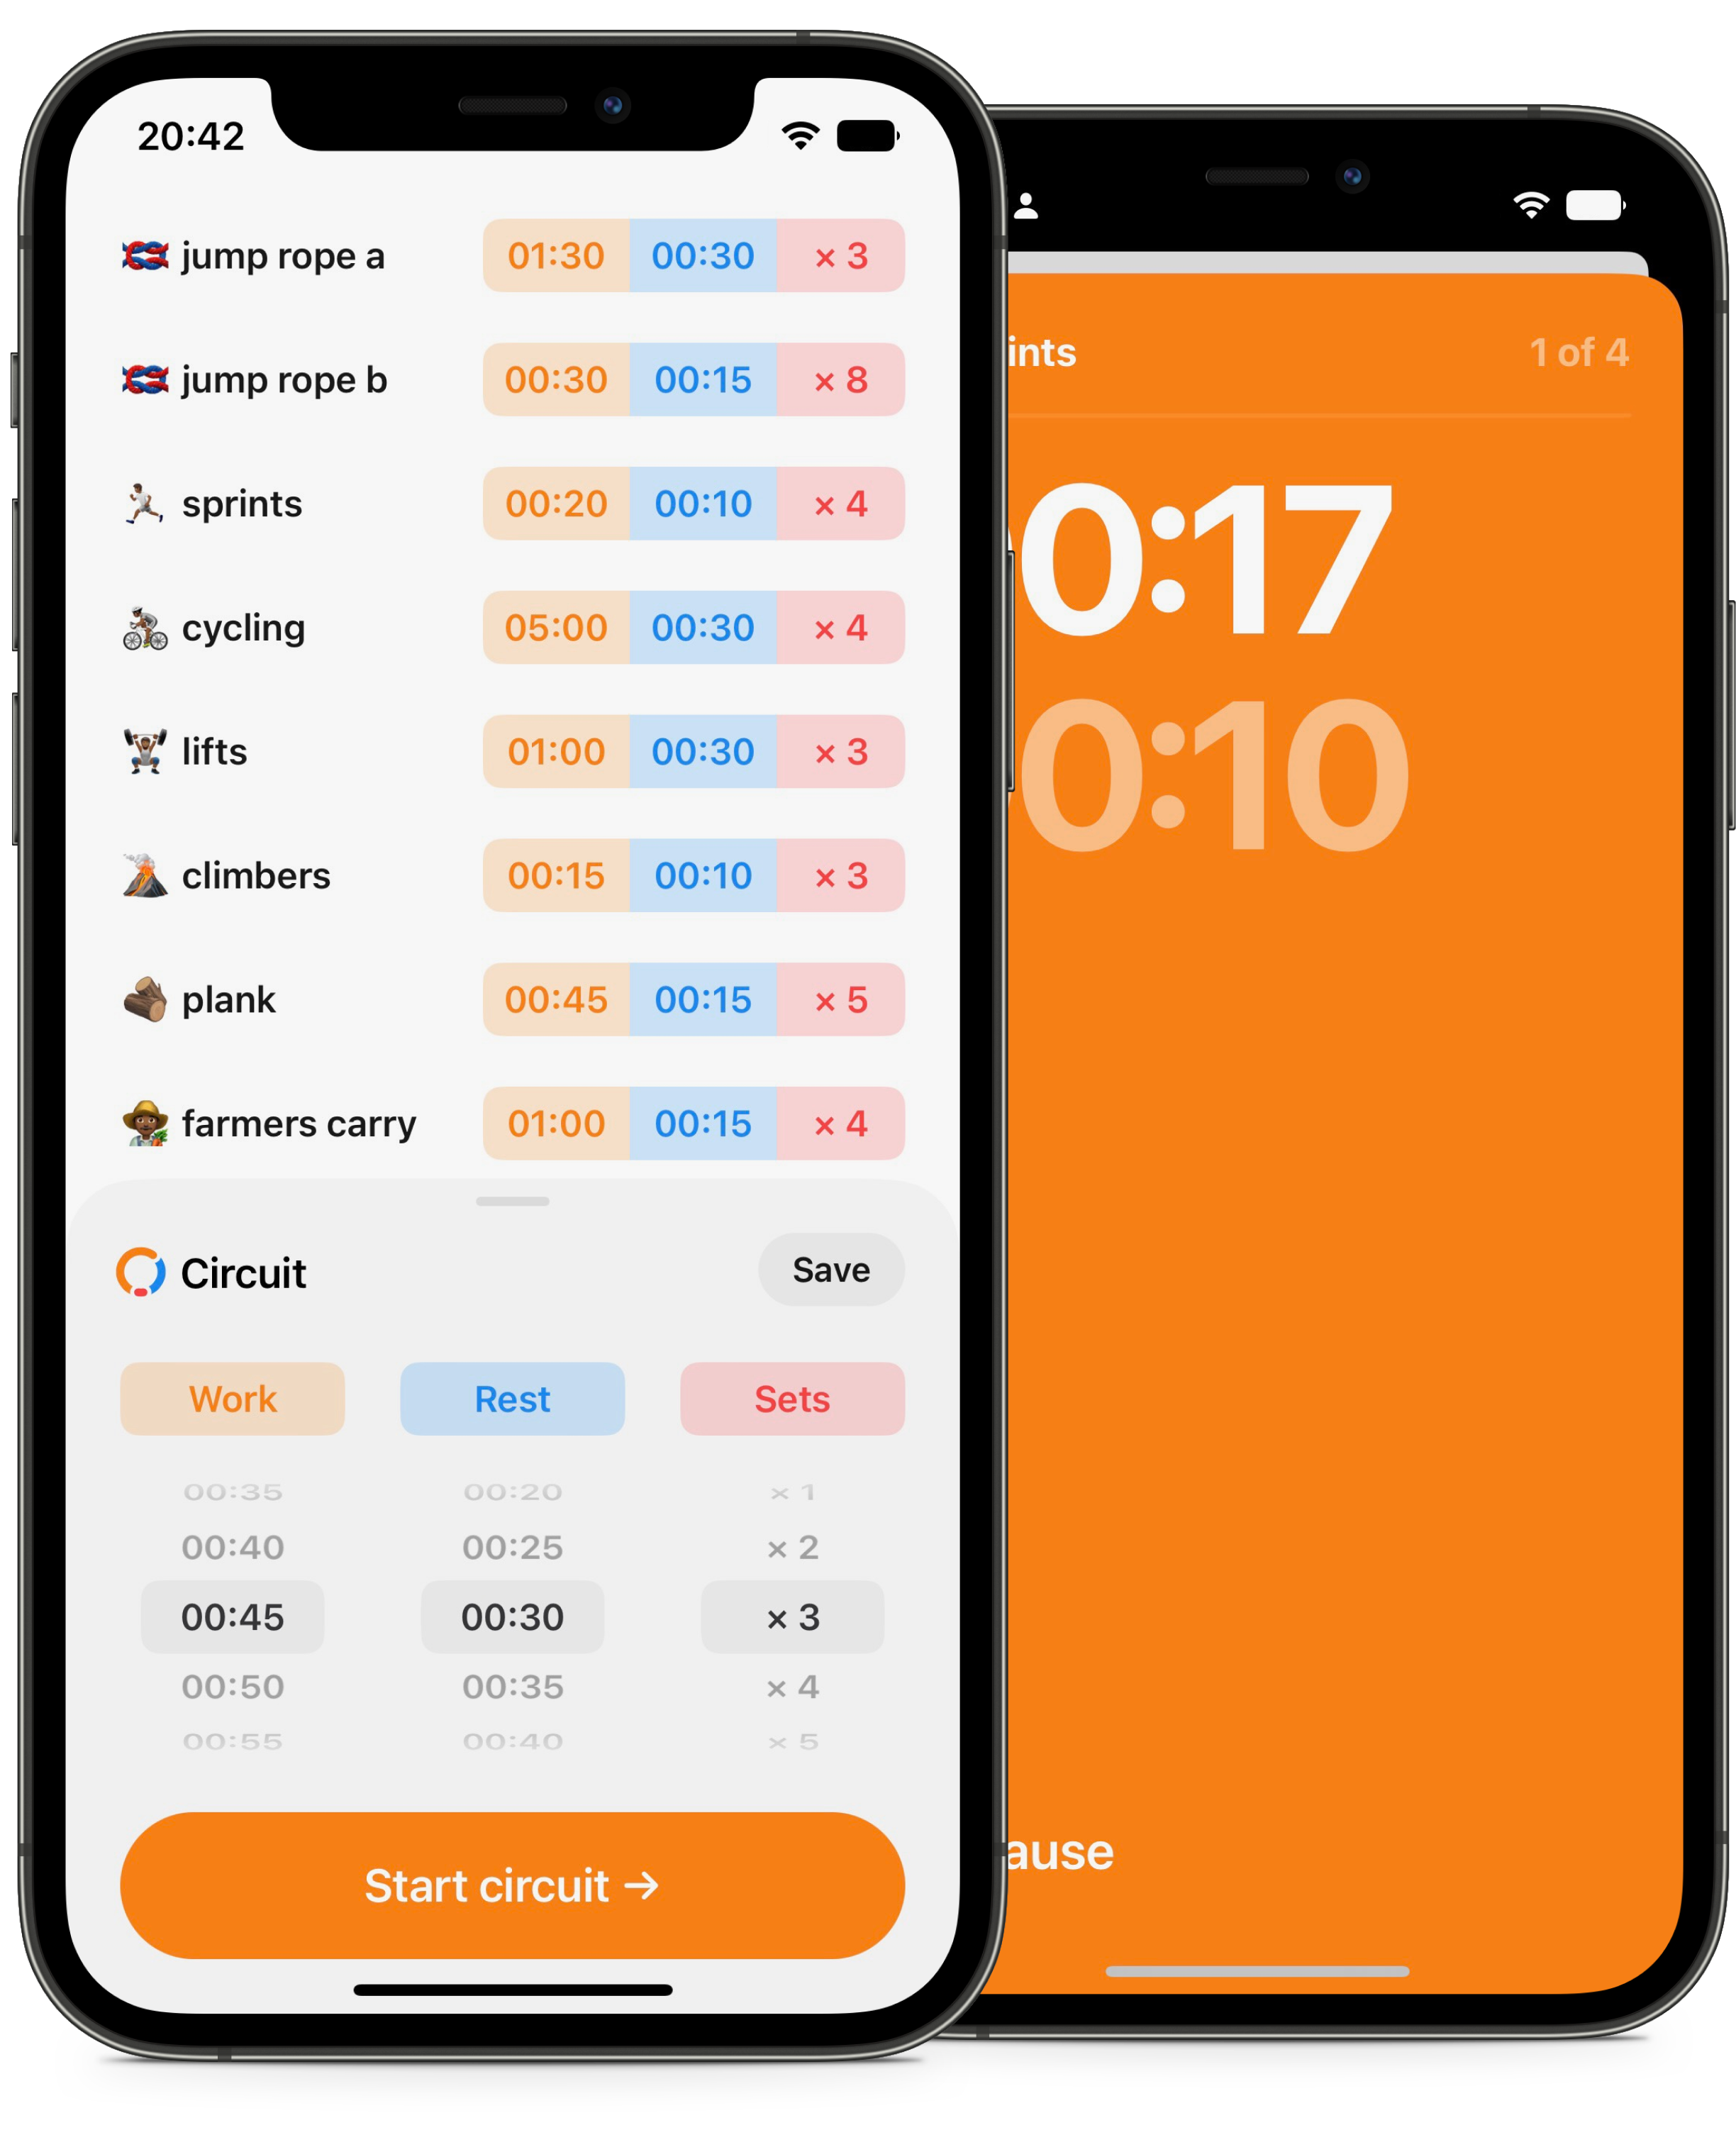 20:42
jump rope a 01:30 00:30 × 3
jump rope b 00:30 00:15 × 8
sprints 00:20 00:10 × 4
cycling 05:00 00:30 × 4
lifts 01:00 00:30 × 3
climbers 00:15 00:10 × 3
plank 00:45 00:15 × 5
farmers carry 01:00 00:15 × 4
Circuit Save
Work Rest Sets
00:35 00:20 × 1
00:40 00:25 × 2
00:45 00:30 × 3
00:50 00:35 × 4
00:55 00:40 × 5
Start circuit →
ints 1 of 4
0:17
0:10
ause